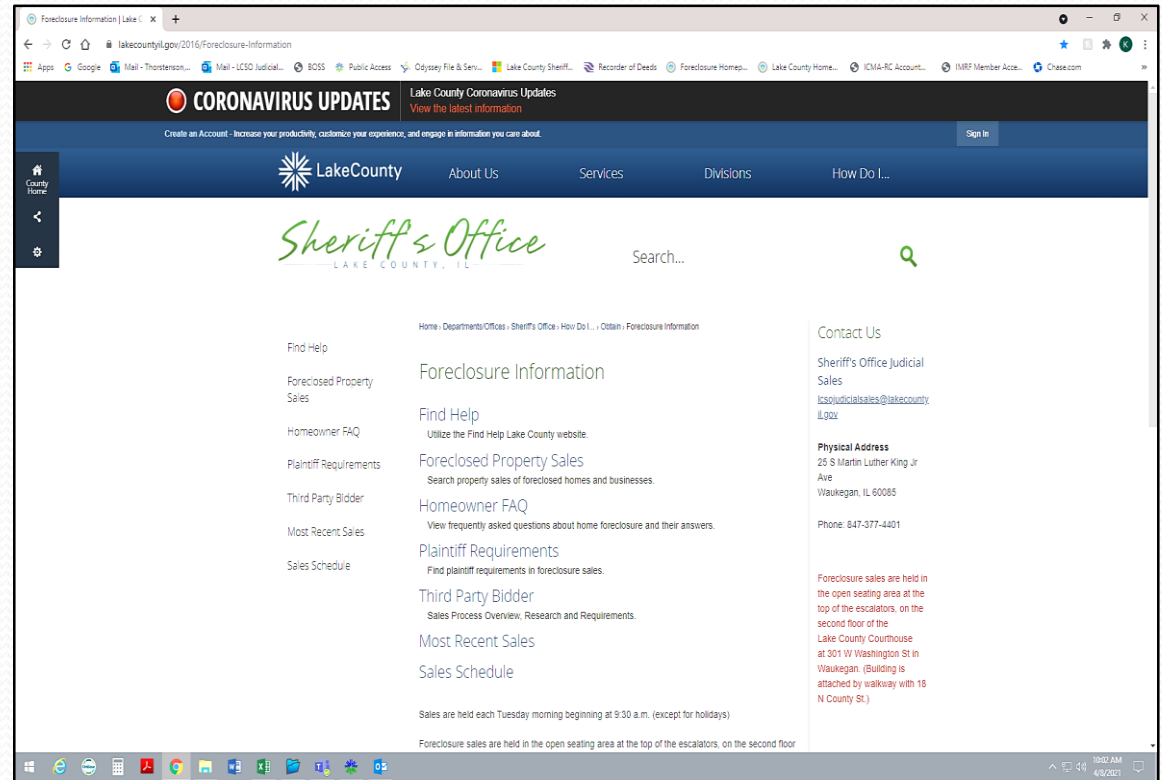 Foreclosure Information | Lake C
lakecountyil.gov/2016/Foreclosure-Information
K
Apps Google Mail - Thorstenson,... Mail - LCSO Judicial... BOSS Public Access Odyssey File & Serv... Lake County Sheriff... Recorder of Deeds Foreclosure Homep... Lake County Home... ICMA-RC Account... IMRF Member Acce... Chase.com »
CORONAVIRUS UPDATES
Lake County Coronavirus Updates
View the latest information
Create an Account - Increase your productivity, customize your experience, and engage in information you care about.
Sign In
County
Home
LakeCounty About Us Services Divisions How Do I...
Sheriff's Office
LAKE COUNTY, IL
Search...
Home › Departments/Offices › Sheriff's Office › How Do I... › Obtain › Foreclosure Information
Find Help
Foreclosed Property
Sales
Homeowner FAQ
Plaintiff Requirements
Third Party Bidder
Most Recent Sales
Sales Schedule
Foreclosure Information
Find Help
Utilize the Find Help Lake County website.
Foreclosed Property Sales
Search property sales of foreclosed homes and businesses.
Homeowner FAQ
View frequently asked questions about home foreclosure and their answers.
Plaintiff Requirements
Find plaintiff requirements in foreclosure sales.
Third Party Bidder
Sales Process Overview, Research and Requirements.
Most Recent Sales
Sales Schedule
Sales are held each Tuesday morning beginning at 9:30 a.m. (except for holidays)
Foreclosure sales are held in the open seating area at the top of the escalators, on the second floor
Contact Us
Sheriff's Office Judicial
Sales
lcsojudicialsales@lakecounty
il.gov
Physical Address
25 S Martin Luther King Jr
Ave
Waukegan, IL 60085
Phone: 847-377-4401
Foreclosure sales are held in
the open seating area at the
top of the escalators, on the
second floor of the
Lake County Courthouse
at 301 W Washington St in
Waukegan. (Building is
attached by walkway with 18
N County St.)
10:02 AM
4/8/2021